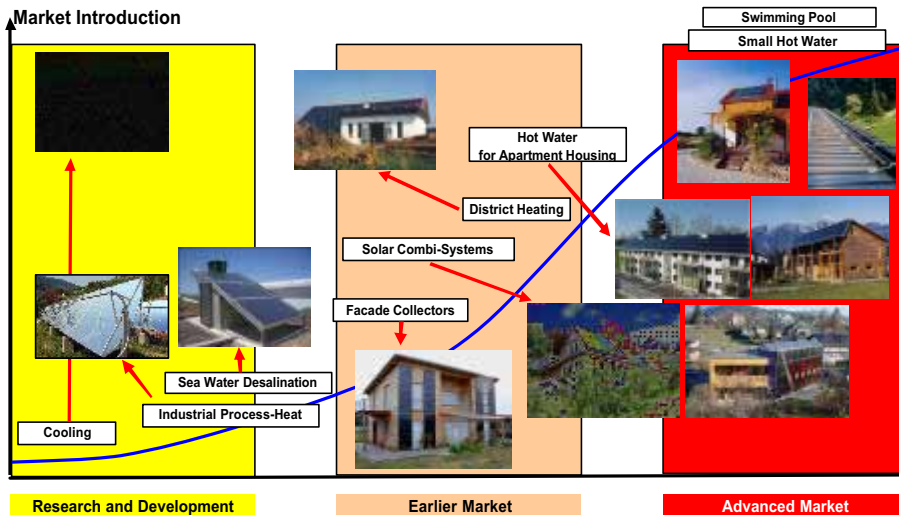 Market Introduction
Swimming Pool
Small Hot Water
Hot Water
for Apartment Housing
District Heating
Solar Combi-Systems
Facade Collectors
Sea Water Desalination
Industrial Process-Heat
Cooling
Research and Development
Earlier Market
Advanced Market